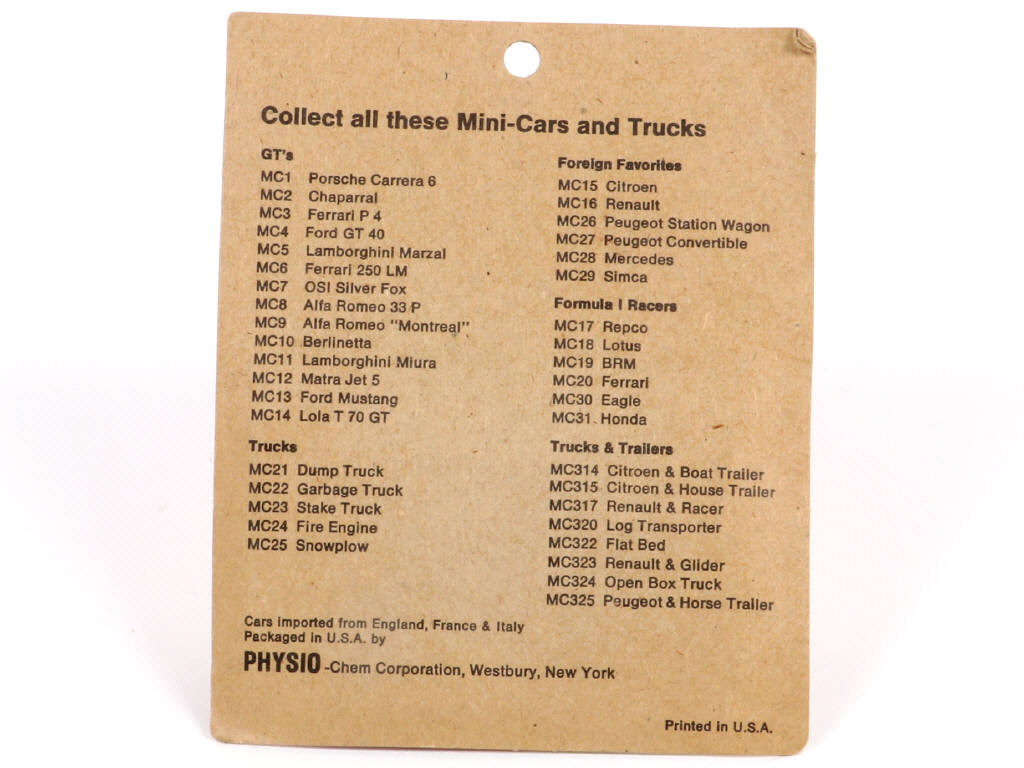 Collect all these Mini-Cars and Trucks
GT's
MC1 Porsche Carrera 6
MC2 Chaparral
MC3 Ferrari P 4
MC4 Ford GT 40
MC5 Lamborghini Marzal
MC6 Ferrari 250 LM
MC7 OSI Silver Fox
MC8 Alfa Romeo 33 P
MC9 Alfa Romeo "Montreal"
MC10 Berlinetta
MC11 Lamborghini Miura
MC12 Matra Jet 5
MC13 Ford Mustang
MC14 Lola T 70 GT
Trucks
MC21 Dump Truck
MC22 Garbage Truck
MC23 Stake Truck
MC24 Fire Engine
MC25 Snowplow
Foreign Favorites
MC15 Citroen
MC16 Renault
MC26 Peugeot Station Wagon
MC27 Peugeot Convertible
MC28 Mercedes
MC29 Simca
Formula I Racers
MC17 Repco
MC18 Lotus
MC19 BRM
MC20 Ferrari
MC30 Eagle
MC31 Honda
Trucks & Trailers
MC314 Citroen & Boat Trailer
MC315 Citroen & House Trailer
MC317 Renault & Racer
MC320 Log Transporter
MC322 Flat Bed
MC323 Renault & Glider
MC324 Open Box Truck
MC325 Peugeot & Horse Trailer
Cars imported from England, France & Italy
Packaged in U.S.A. by
PHYSIO-Chem Corporation, Westbury, New York
Printed in U.S.A.